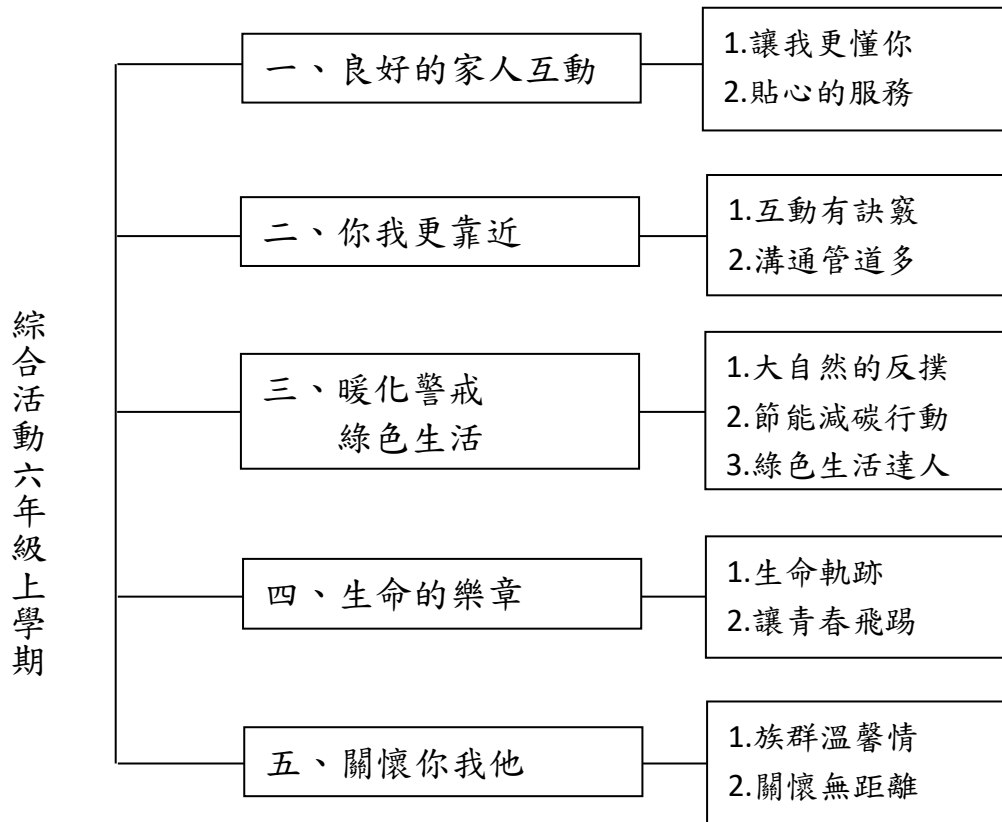 綜合活動六年級上學期
一、良好的家人互動
1.讓我更懂你
2.貼心的服務
二、你我更靠近
1.互動有訣竅
2.溝通管道多
三、暖化警戒
綠色生活
1.大自然的反撲
2.節能減碳行動
3.綠色生活達人
四、生命的樂章
1.生命軌跡
2.讓青春飛踢
五、關懷你我他
1.族群溫馨情
2.關懷無距離